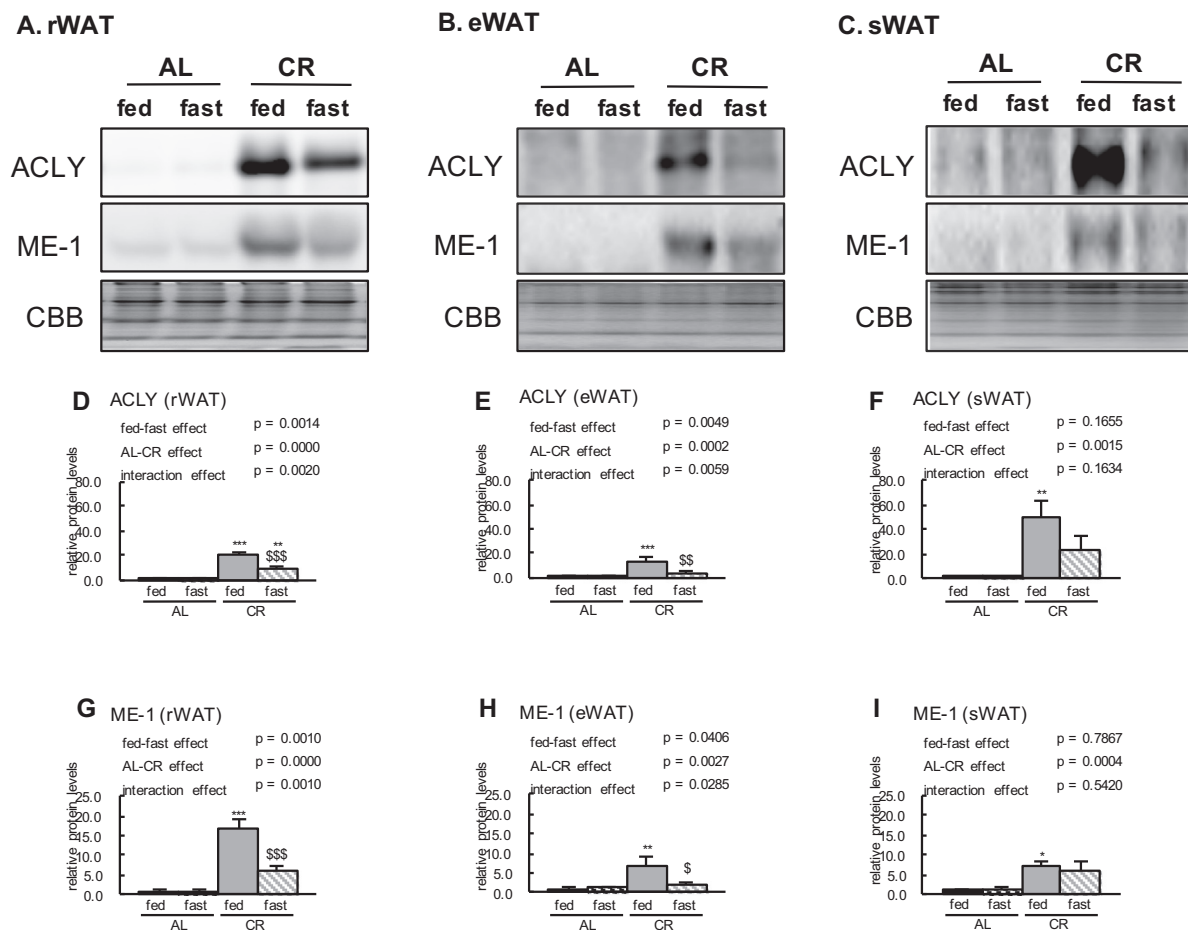 A. rWAT
AL CR
fed fast fed fast
ACLY
ME-1
CBB
B. eWAT
AL CR
fed fast fed fast
ACLY
ME-1
CBB
C. sWAT
AL CR
fed fast fed fast
ACLY
ME-1
CBB
D ACLY (rWAT)
fed-fast effect p = 0.0014
AL-CR effect p = 0.0000
interaction effect p = 0.0020
relative protein levels
80.0
60.0
40.0
20.0
0.0
***
**
$$$
fed fast fed fast
AL CR
E ACLY (eWAT)
fed-fast effect p = 0.0049
AL-CR effect p = 0.0002
interaction effect p = 0.0059
relative protein levels
80.0
60.0
40.0
20.0
0.0
***
$$
fed fast fed fast
AL CR
F ACLY (sWAT)
fed-fast effect p = 0.1655
AL-CR effect p = 0.0015
interaction effect p = 0.1634
relative protein levels
80.0
60.0
40.0
20.0
0.0
**
fed fast fed fast
AL CR
G ME-1 (rWAT)
fed-fast effect p = 0.0010
AL-CR effect p = 0.0000
interaction effect p = 0.0010
relative protein levels
25.0
20.0
15.0
10.0
5.0
0.0
***
$$$
fed fast fed fast
AL CR
H ME-1 (eWAT)
fed-fast effect p = 0.0406
AL-CR effect p = 0.0027
interaction effect p = 0.0285
relative protein levels
25.0
20.0
15.0
10.0
5.0
0.0
**
$
fed fast fed fast
AL CR
I ME-1 (sWAT)
fed-fast effect p = 0.7867
AL-CR effect p = 0.0004
interaction effect p = 0.5420
relative protein levels
25.0
20.0
15.0
10.0
5.0
0.0
*
fed fast fed fast
AL CR